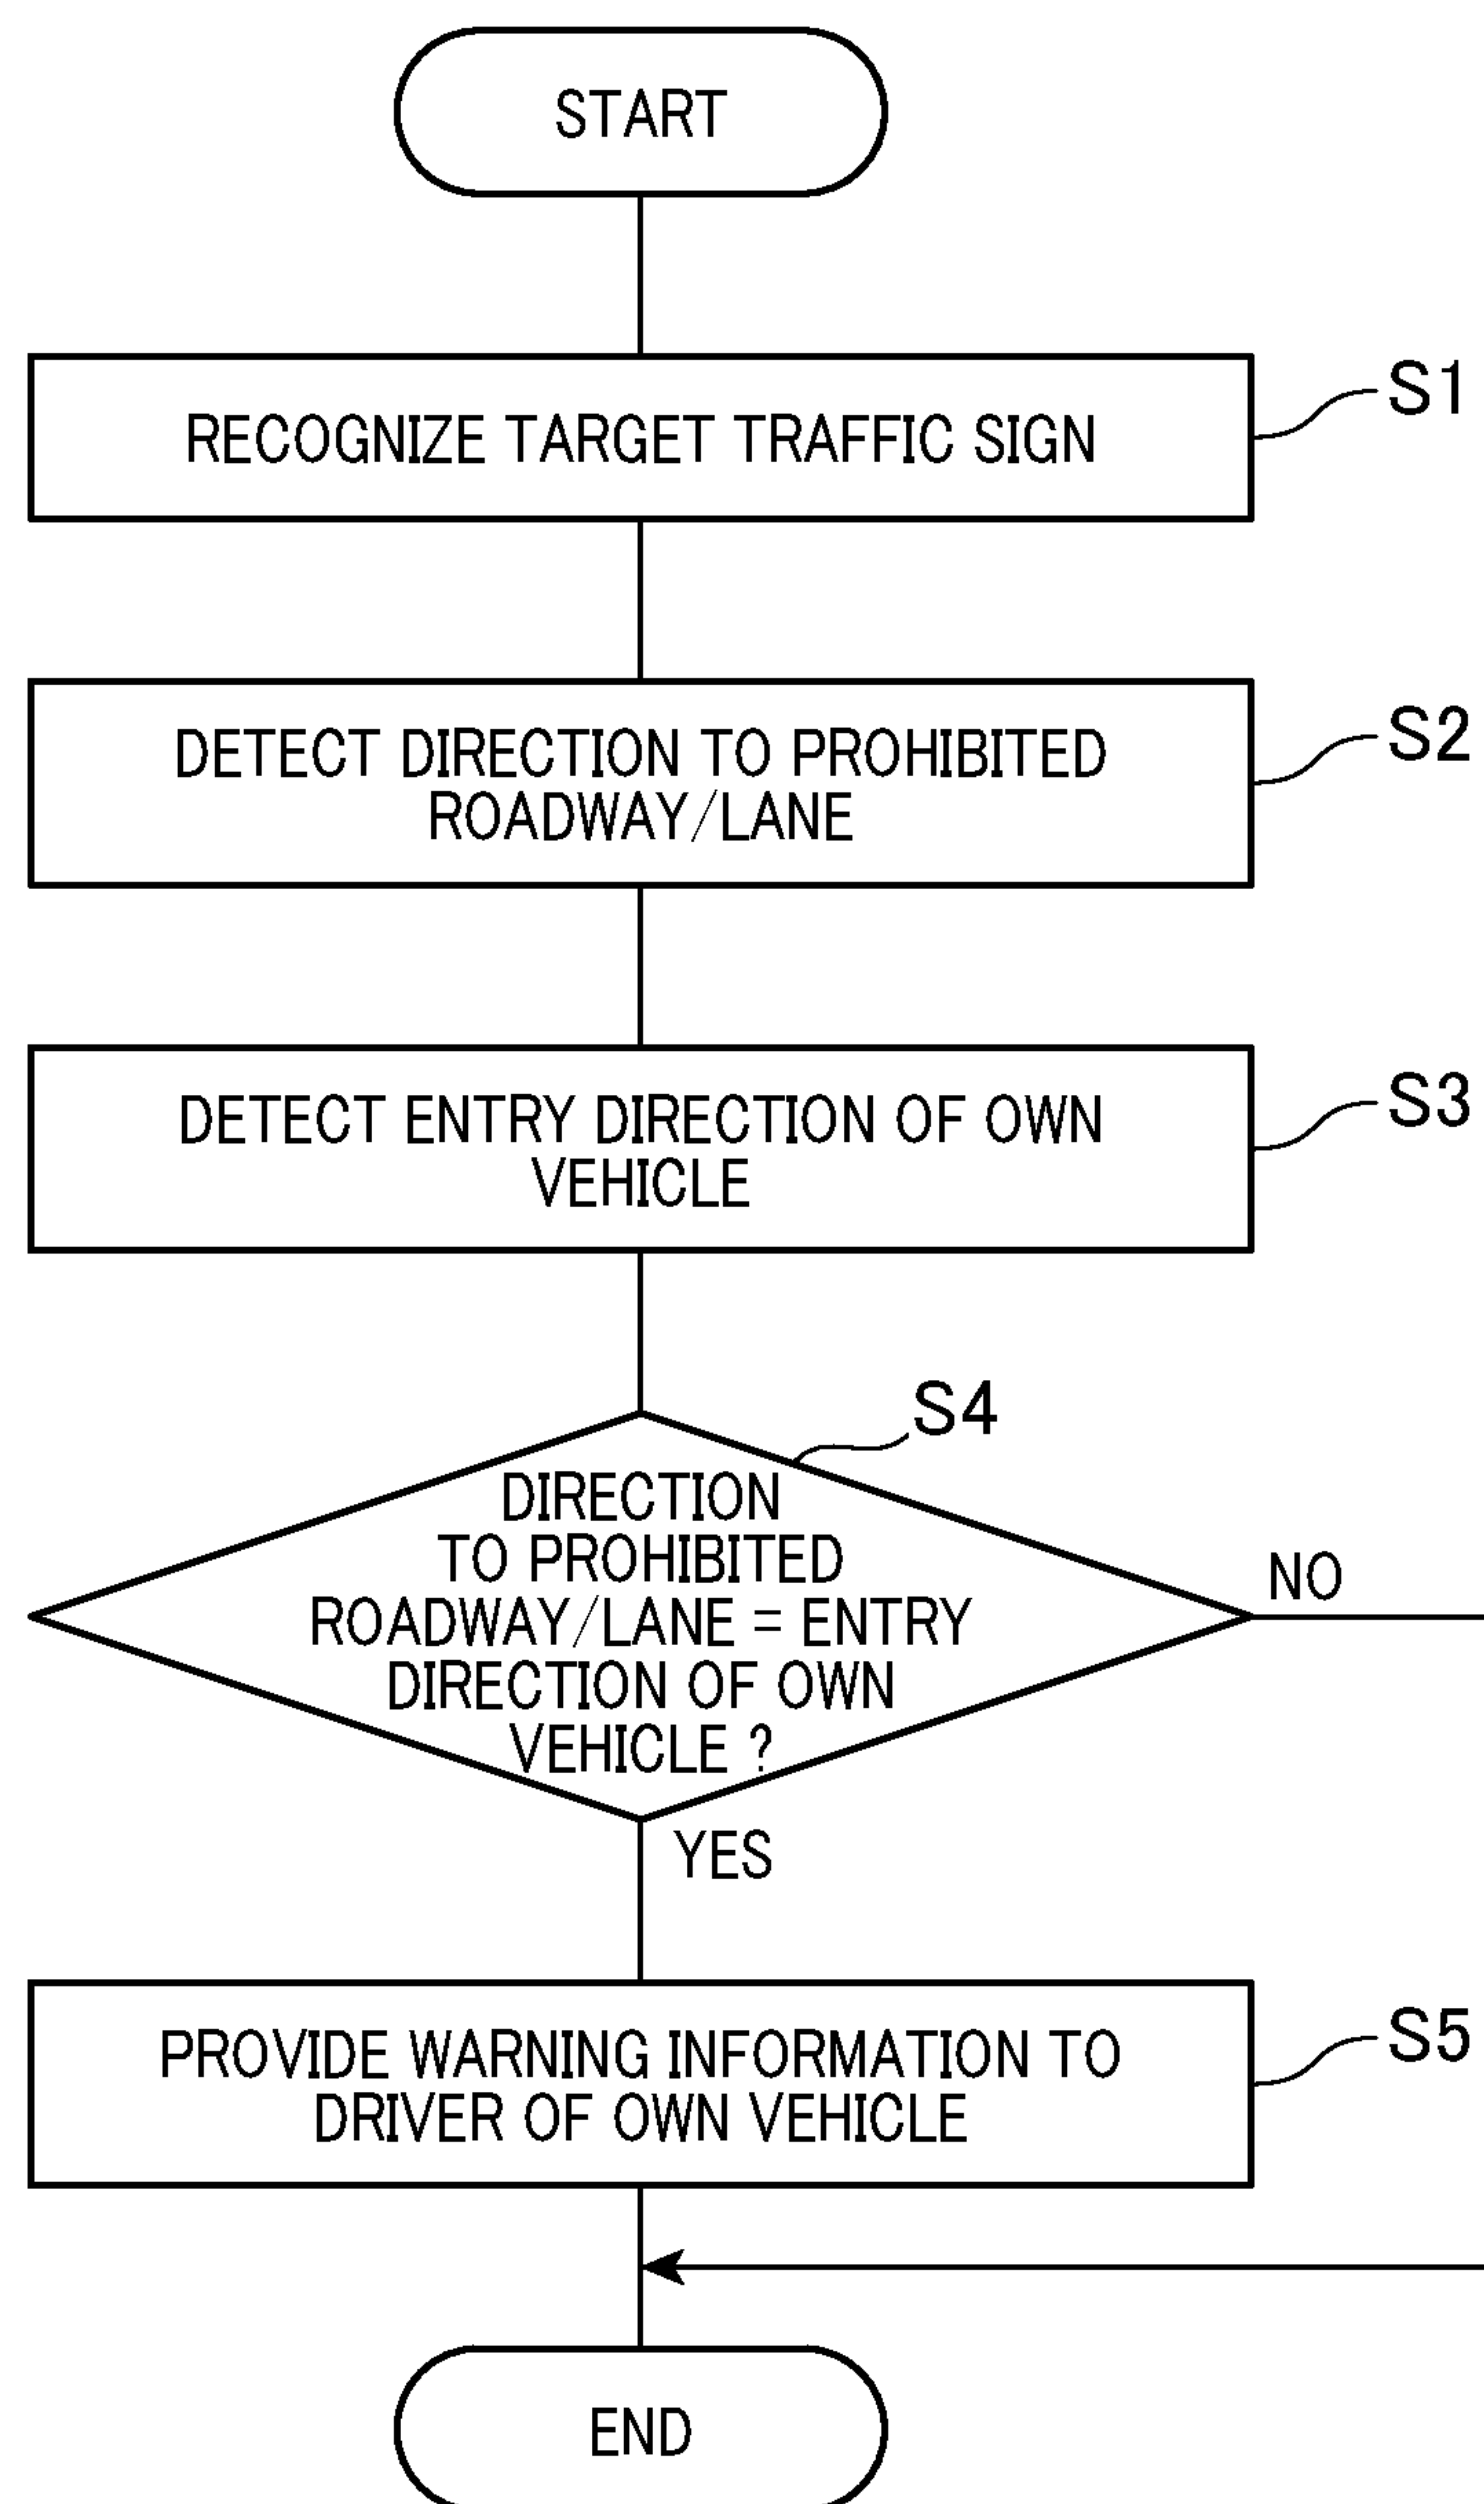 START
RECOGNIZE TARGET TRAFFIC SIGN
S1
DETECT DIRECTION TO PROHIBITED
ROADWAY/LANE
S2
DETECT ENTRY DIRECTION OF OWN
VEHICLE
S3
S4
DIRECTION
TO PROHIBITED
ROADWAY/LANE = ENTRY
DIRECTION OF OWN
VEHICLE ?
NO
YES
PROVIDE WARNING INFORMATION TO
DRIVER OF OWN VEHICLE
S5
END